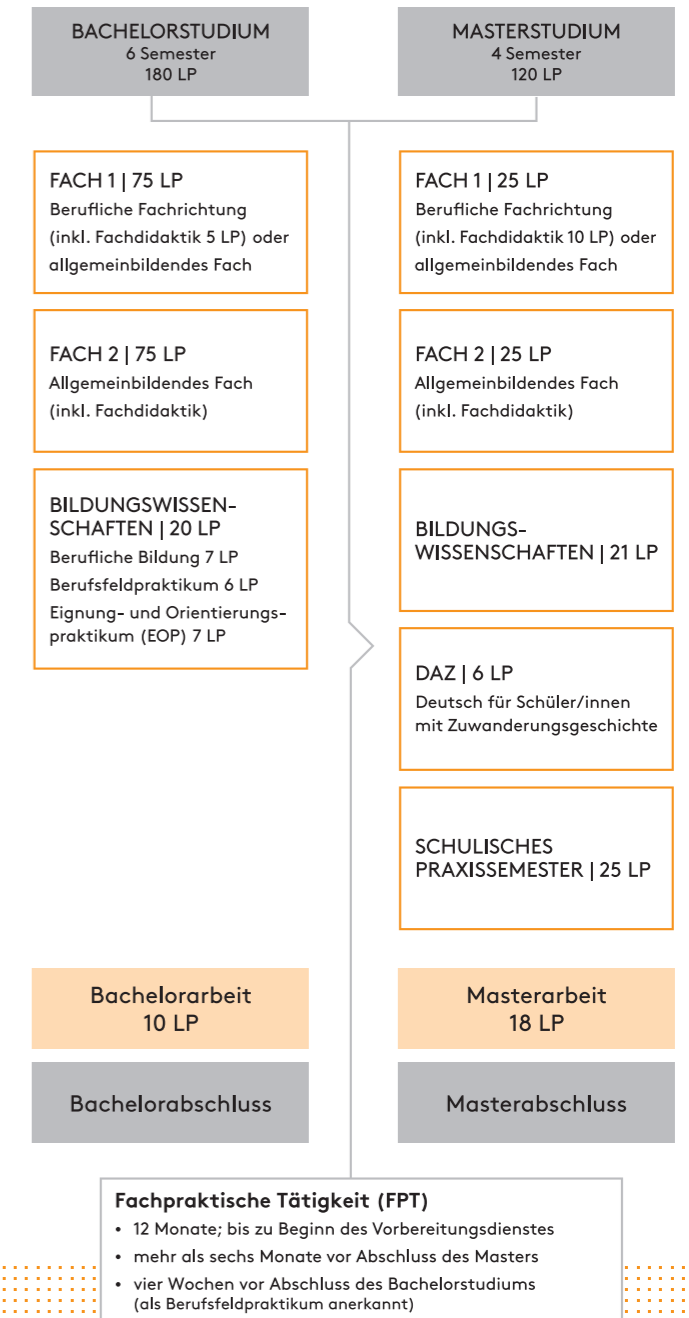 BACHELORSTUDIUM
6 Semester
180 LP
MASTERSTUDIUM
4 Semester
120 LP
FACH 1 | 75 LP
Berufliche Fachrichtung
(inkl. Fachdidaktik 5 LP) oder
allgemeinbildendes Fach
FACH 2 | 75 LP
Allgemeinbildendes Fach
(inkl. Fachdidaktik)
BILDUNGSWISSEN-
SCHAFTEN | 20 LP
Berufliche Bildung 7 LP
Berufsfeldpraktikum 6 LP
Eignung- und Orientierungs-
praktikum (EOP) 7 LP
FACH 1 | 25 LP
Berufliche Fachrichtung
(inkl. Fachdidaktik 10 LP) oder
allgemeinbildendes Fach
FACH 2 | 25 LP
Allgemeinbildendes Fach
(inkl. Fachdidaktik)
BILDUNGS-
WISSENSCHAFTEN | 21 LP
DAZ | 6 LP
Deutsch für Schüler/innen
mit Zuwanderungsgeschichte
SCHULISCHES
PRAXISSEMESTER | 25 LP
Bachelorarbeit
10 LP
Masterarbeit
18 LP
Bachelorabschluss
Masterabschluss
Fachpraktische Tätigkeit (FPT)
• 12 Monate; bis zu Beginn des Vorbereitungsdienstes
• mehr als sechs Monate vor Abschluss des Masters
• vier Wochen vor Abschluss des Bachelorstudiums
(als Berufsfeldpraktikum anerkannt)